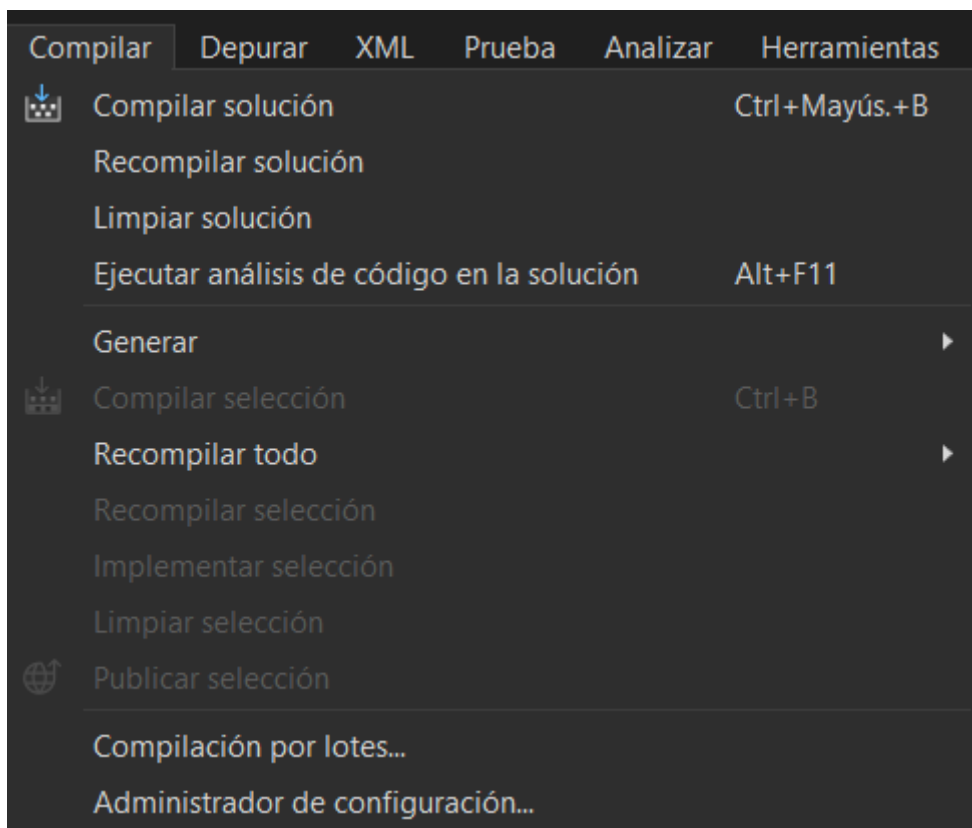 Compilar Depurar XML Prueba Analizar Herramientas
Compilar solución Ctrl+Mayús.+B
Recompilar solución
Limpiar solución
Ejecutar análisis de código en la solución Alt+F11
Generar
Compilar selección Ctrl+B
Recompilar todo
Recompilar selección
Implementar selección
Limpiar selección
Publicar selección
Compilación por lotes...
Administrador de configuración...